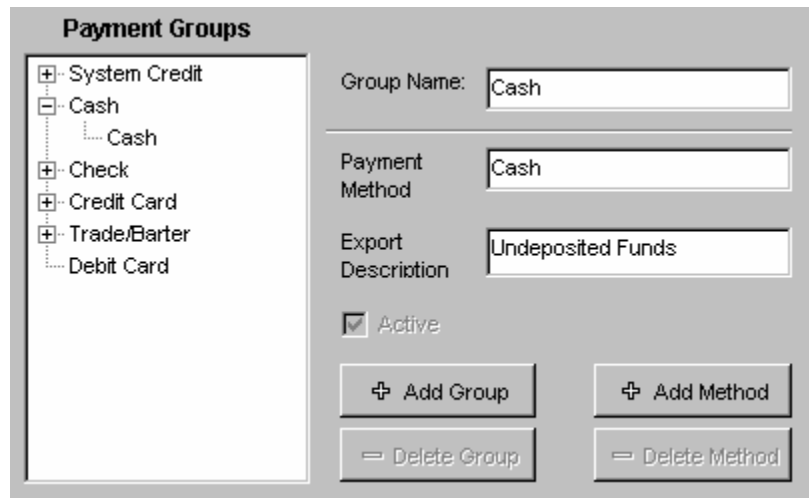 Payment Groups
System Credit
Cash
Cash
Check
Credit Card
Trade/Barter
Debit Card
Group Name:
Cash
Payment
Method
Cash
Export
Description
Undeposited Funds
Active
Add Group
Add Method
Delete Group
Delete Method